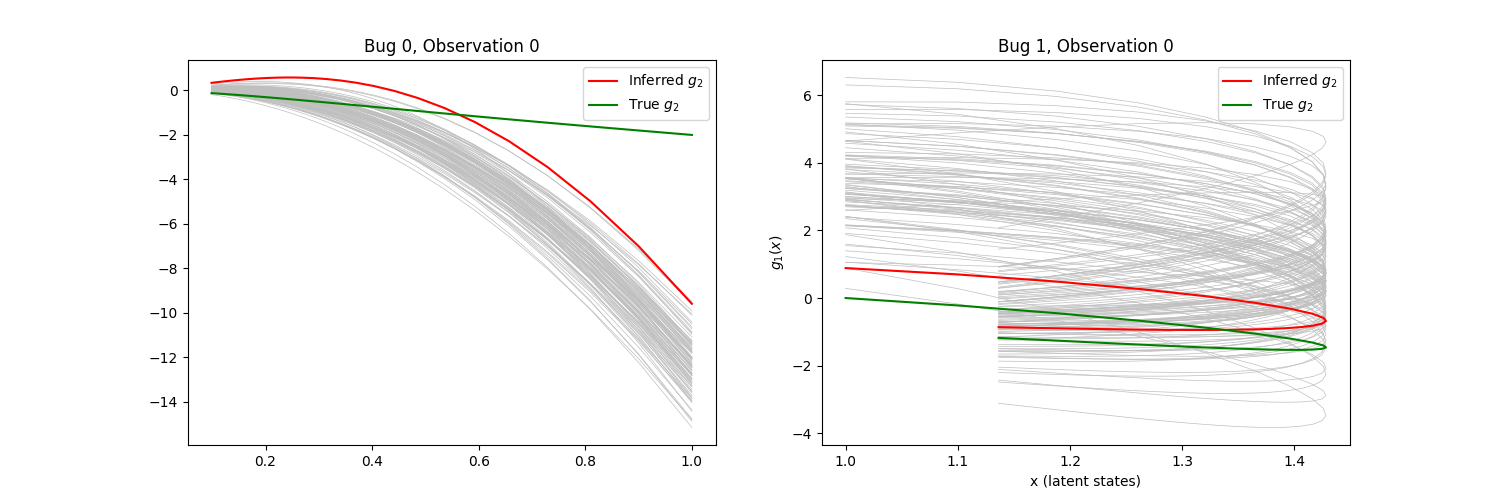 Bug 0, Observation 0
Inferred g₂
True g₂
0
−2
−4
−6
−8
−10
−12
−14
0.2 0.4 0.6 0.8 1.0
Bug 1, Observation 0
Inferred g₂
True g₂
g₁(x)
6
4
2
0
−2
−4
1.0 1.1 1.2 1.3 1.4
x (latent states)